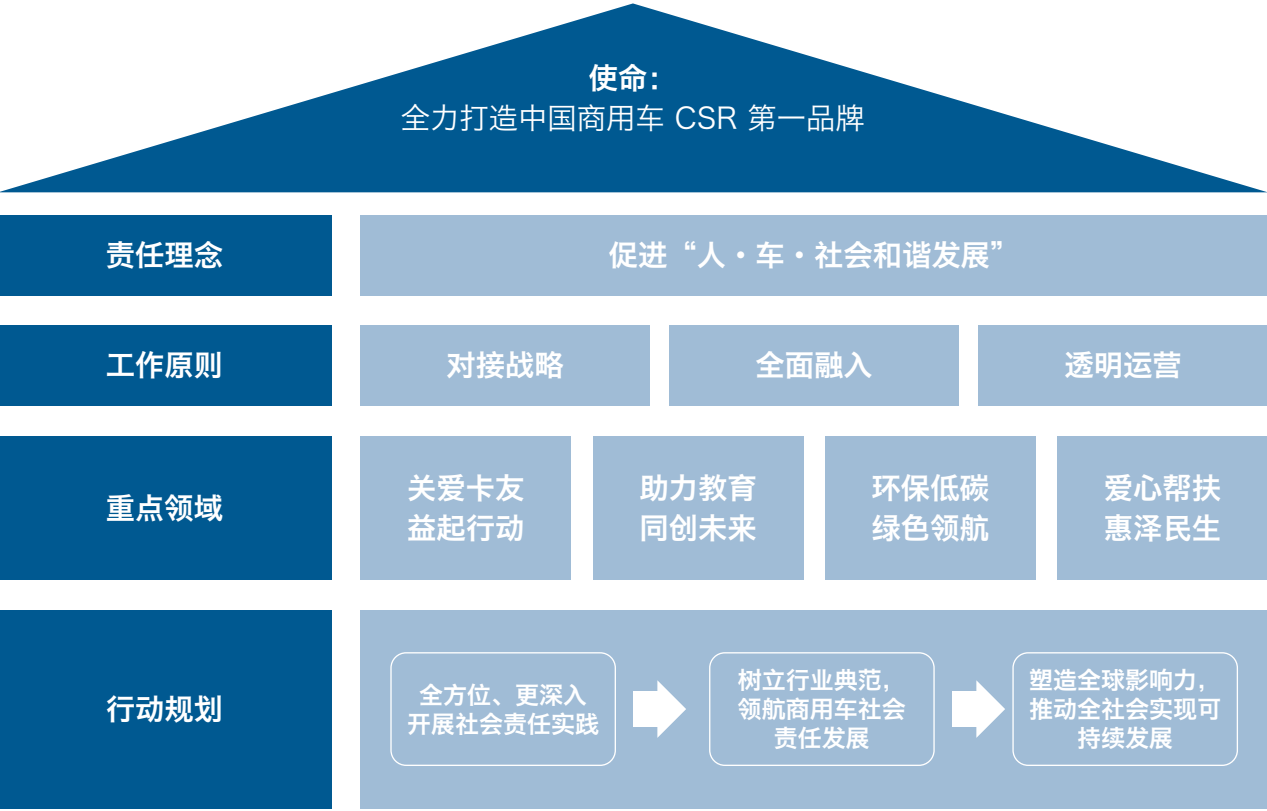 使命：
全力打造中国商用车 CSR 第一品牌
责任理念
促进“人·车·社会和谐发展”
工作原则
对接战略
全面融入
透明运营
重点领域
关爱卡友
益起行动
助力教育
同创未来
环保低碳
绿色领航
爱心帮扶
惠泽民生
行动规划
全方位、更深入
开展社会责任实践
树立行业典范，
领航商用车社会
责任发展
塑造全球影响力，
推动全社会实现可
持续发展